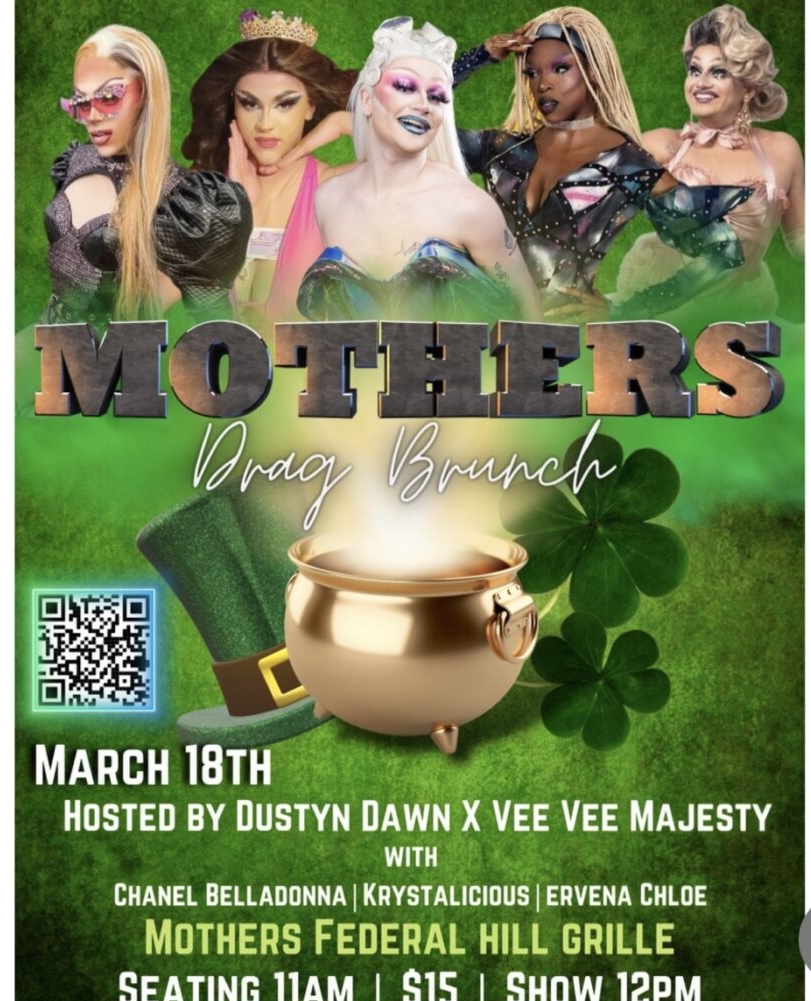 MOTHERS
Drag Brunch
MARCH 18TH
HOSTED BY DUSTYN DAWN X VEE VEE MAJESTY
WITH
CHANEL BELLADONNA | KRYSTALICIOUS | ERVENA CHLOE
MOTHERS FEDERAL HILL GRILLE
SEATING 11AM | $15 | SHOW 12PM